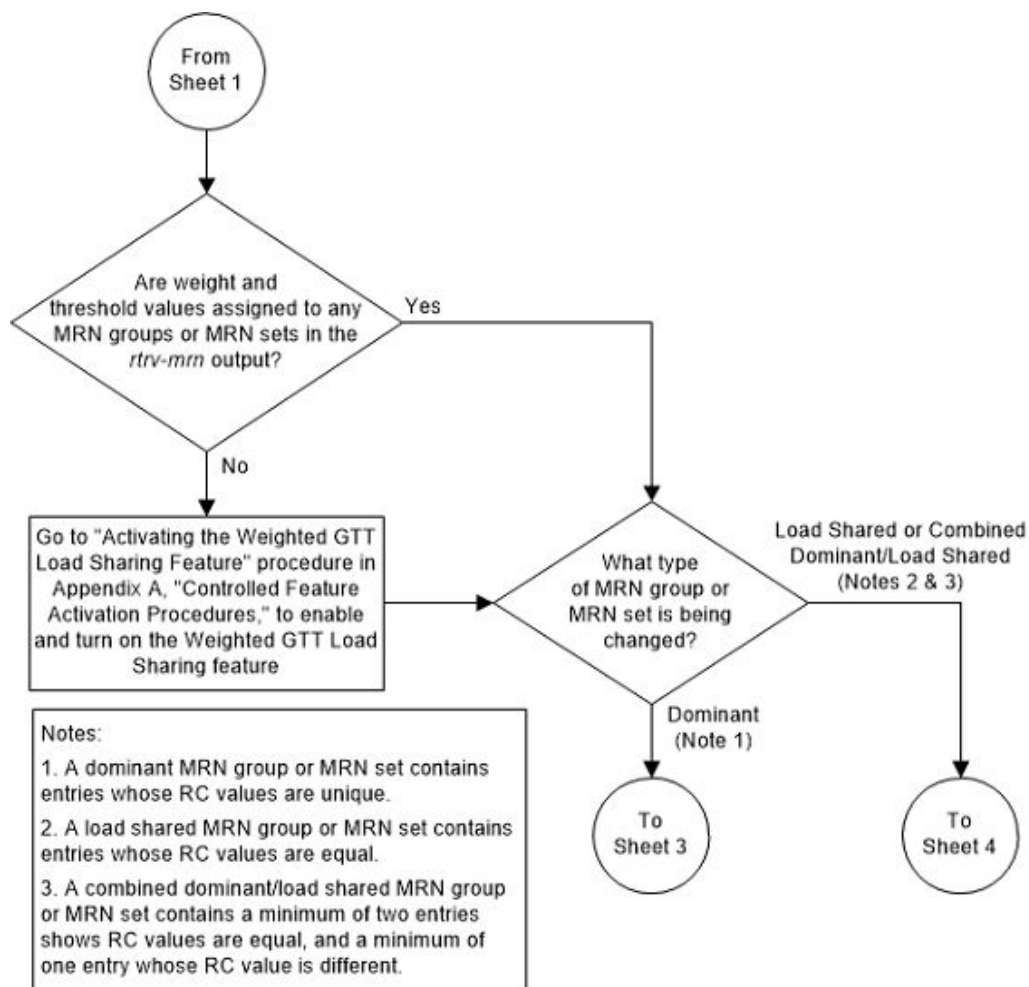 From
Sheet 1
Are weight and
threshold values assigned to any
MRN groups or MRN sets in the
rtrv-mrn output?
Yes
No
Go to "Activating the Weighted GTT
Load Sharing Feature" procedure in
Appendix A, "Controlled Feature
Activation Procedures," to enable
and turn on the Weighted GTT Load
Sharing feature
What type
of MRN group or
MRN set is being
changed?
Load Shared or Combined
Dominant/Load Shared
(Notes 2 & 3)
Dominant
(Note 1)
To
Sheet 3
To
Sheet 4
Notes:
1. A dominant MRN group or MRN set contains
entries whose RC values are unique.
2. A load shared MRN group or MRN set contains
entries whose RC values are equal.
3. A combined dominant/load shared MRN group
or MRN set contains a minimum of two entries
shows RC values are equal, and a minimum of
one entry whose RC value is different.